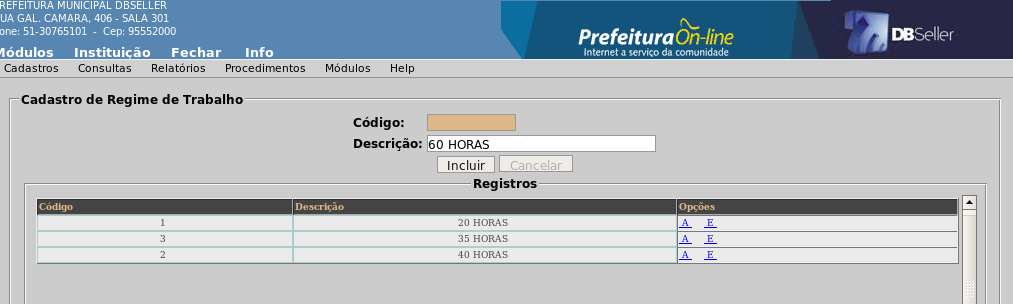 REFEITURA MUNICIPAL DBSELLER
UA GAL. CAMARA, 406 - SALA 301
one: 51-30765101 - Cep: 95552000
Módulos Instituição Fechar Info
Prefeitura On-line
Internet a serviço da comunidade
DBSeller
Cadastros Consultas Relatórios Procedimentos Módulos Help
Cadastro de Regime de Trabalho
Código:
Descrição: 60 HORAS
Incluir Cancelar
Registros
Código Descrição Opções
1 20 HORAS A E
3 35 HORAS A E
2 40 HORAS A E